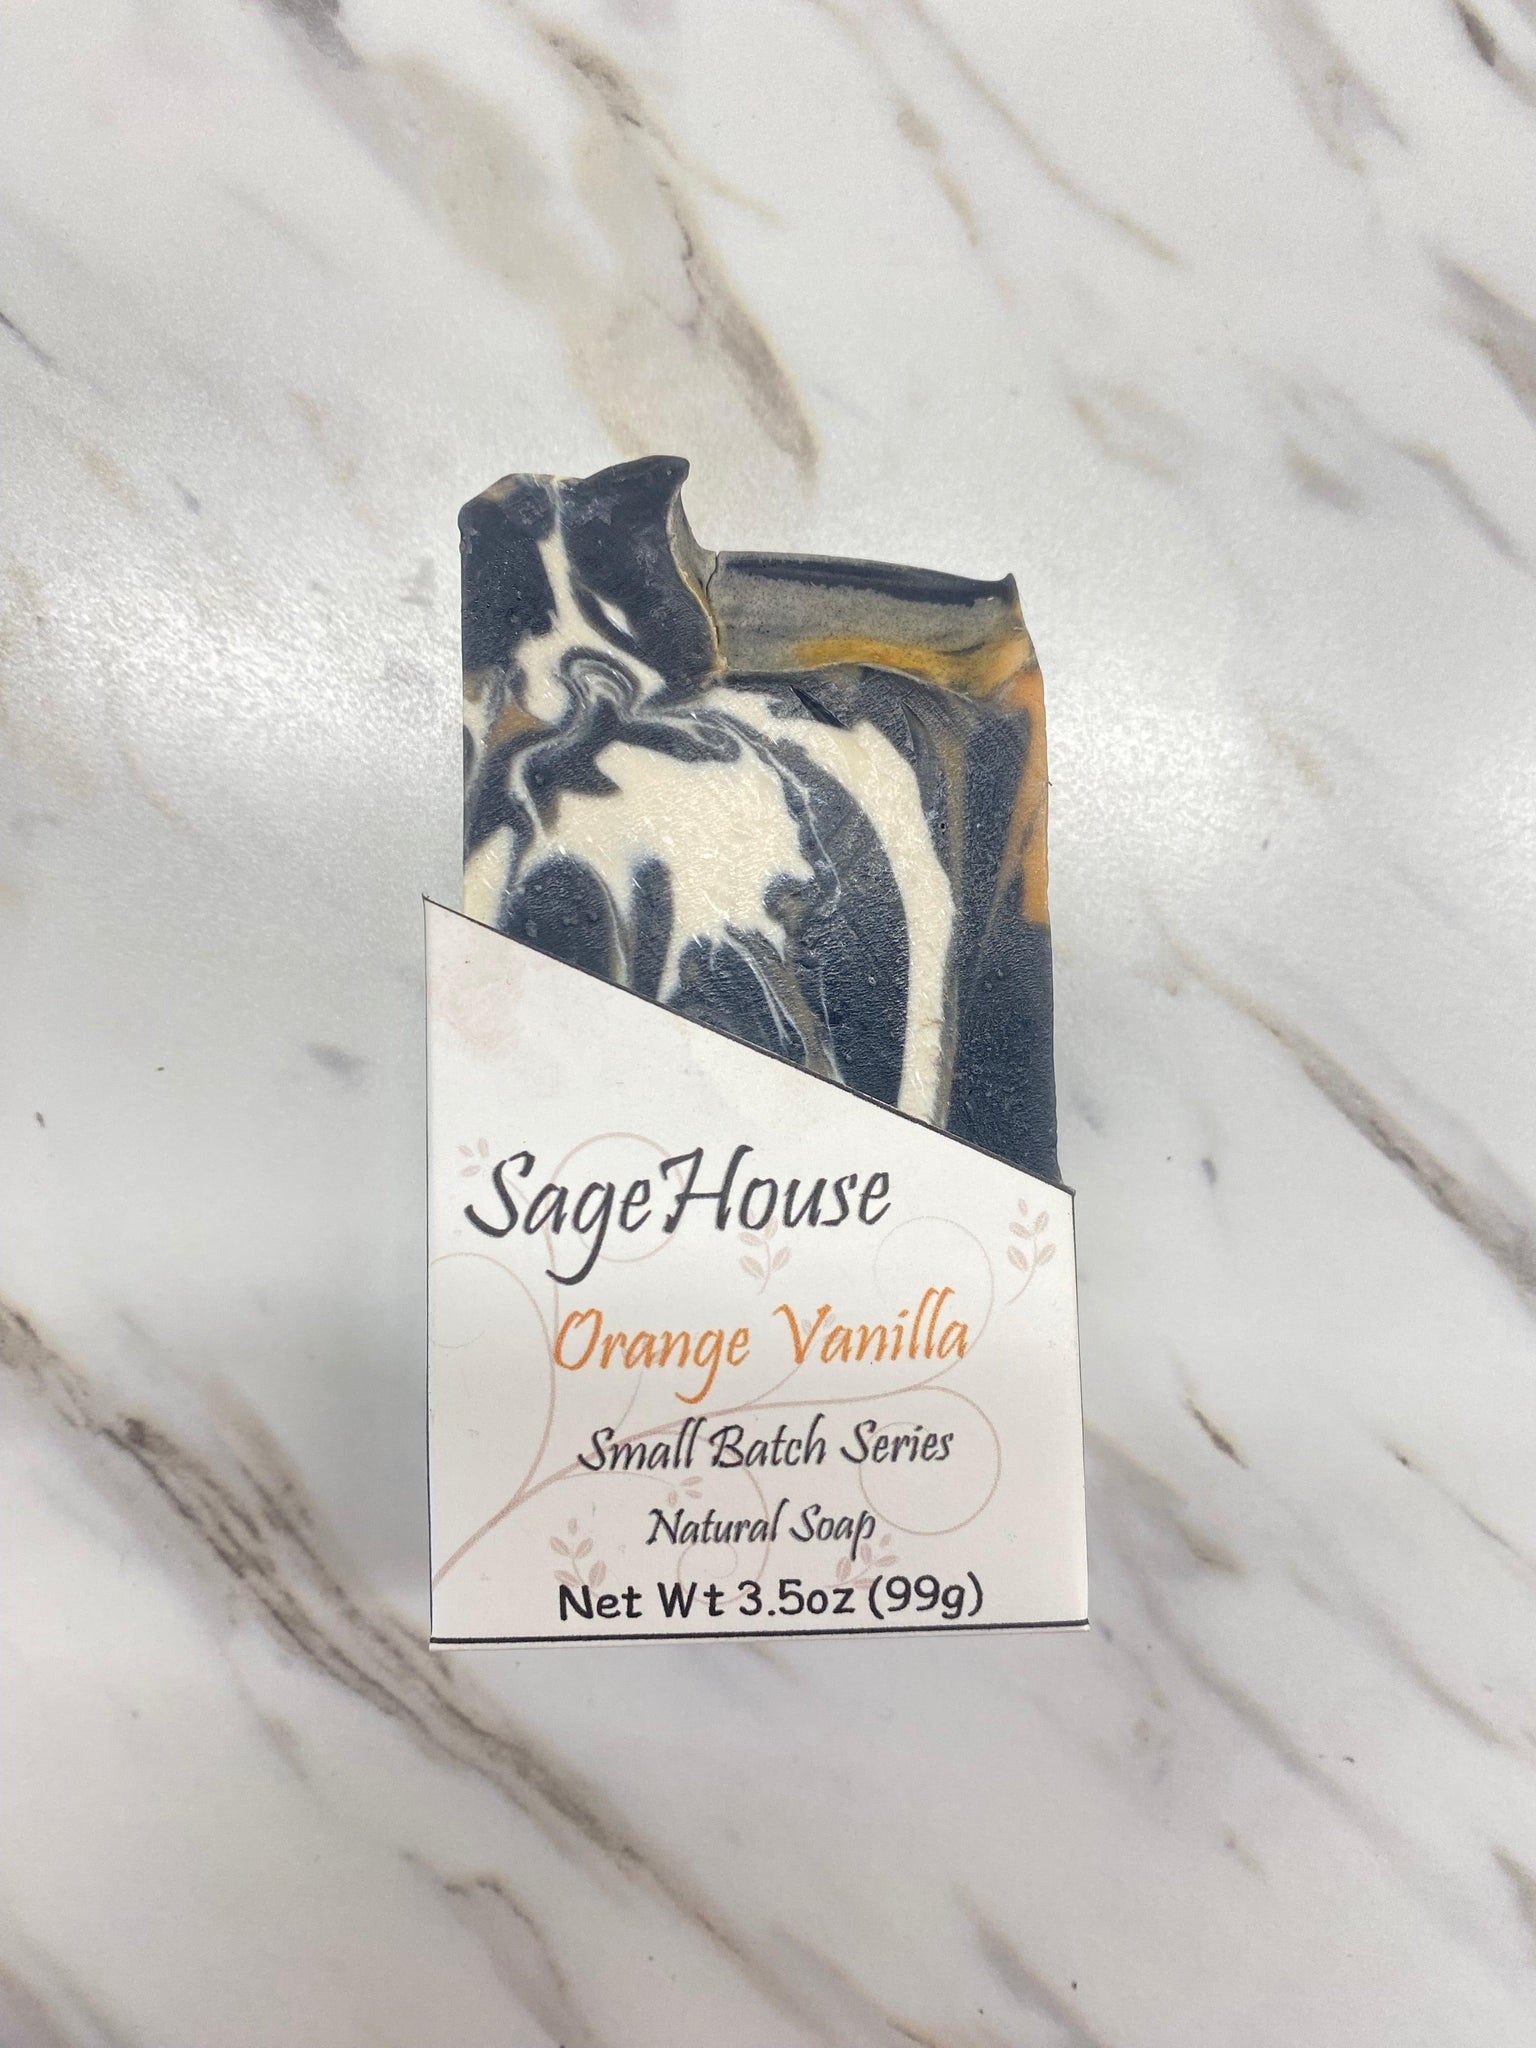 SageHouse
Orange Vanilla
Small Batch Series
Natural Soap
Net Wt 3.5oz (99g)